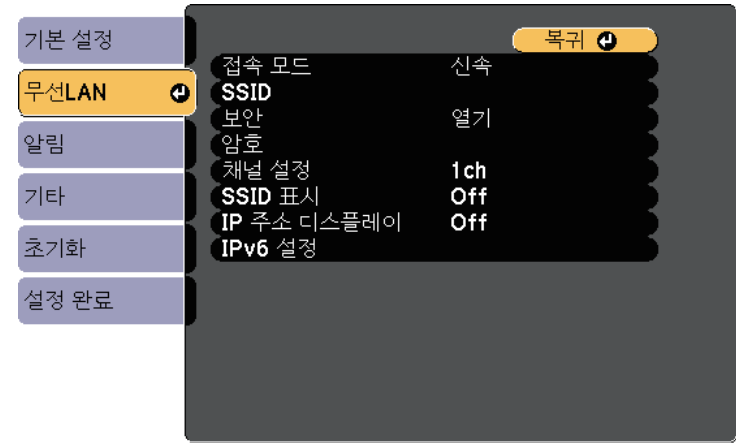 기본 설정
무선LAN
알림
기타
초기화
설정 완료
복귀
접속 모드 신속
SSID
보안 열기
암호
채널 설정 1ch
SSID 표시 Off
IP 주소 디스플레이 Off
IPv6 설정